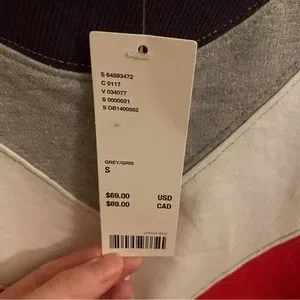 S 64893472
C 0117
V 034077
S 0000021
S OB1400582
GREY/GRIS
S
$69.00 USD
$89.00 CAD